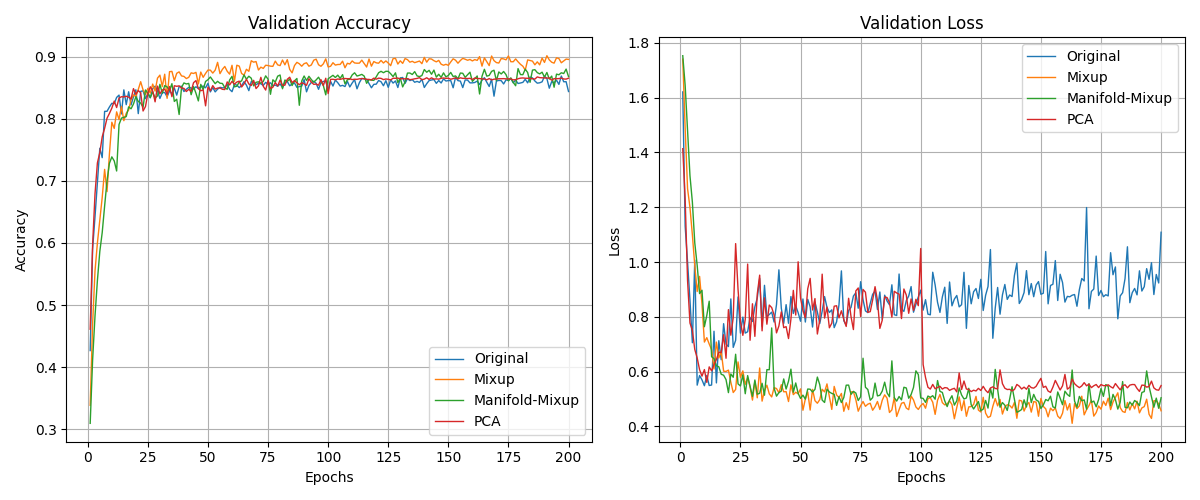 Validation Accuracy
0.9
0.8
0.7
0.6
0.5
0.4
0.3
Accuracy
0 25 50 75 100 125 150 175 200
Epochs
Original
Mixup
Manifold-Mixup
PCA
Validation Loss
1.8
1.6
1.4
1.2
1.0
0.8
0.6
0.4
Loss
0 25 50 75 100 125 150 175 200
Epochs
Original
Mixup
Manifold-Mixup
PCA